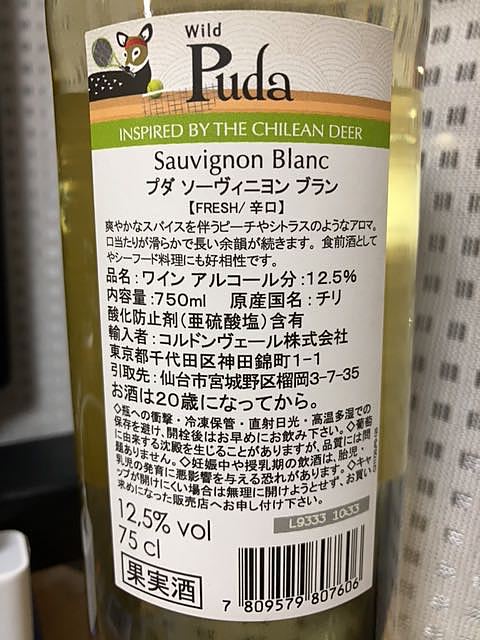 Wild
Puda
INSPIRED BY THE CHILEAN DEER
Sauvignon Blanc
プダ ソーヴィニヨン ブラン
【FRESH/ 辛口】
爽やかなスパイスを伴うピーチやシトラスのようなアロマ。
口当たりが滑らかで長い余韻が続きます。食前酒として
やシーフード料理にも好相性です。
品名:ワイン アルコール分:12.5%
内容量:750ml 原産国名:チリ
酸化防止剤(亜硫酸塩)含有
輸入者:コルドンヴェール株式会社
東京都千代田区神田錦町1-1
引取先:仙台市宮城野区榴岡3-7-35
お酒は20歳になってから。
◇瓶への衝撃・冷凍保管・直射日光・高温多湿での
保存を避け、開栓後はお早めにお飲み下さい。◇葡萄
に由来する沈殿を生じることがありますが、品質には問
題ありません。◇妊娠中や授乳期の飲酒は、胎児・
乳児の発育に悪影響を与える恐れがあります。◇キャ
ップが開けにくい場合は無理に開けようとせず、お買い
求めになった販売店へお申し付け下さい。
L9333 10:33
12,5% vol
75 cl
果実酒
7 809579 807606